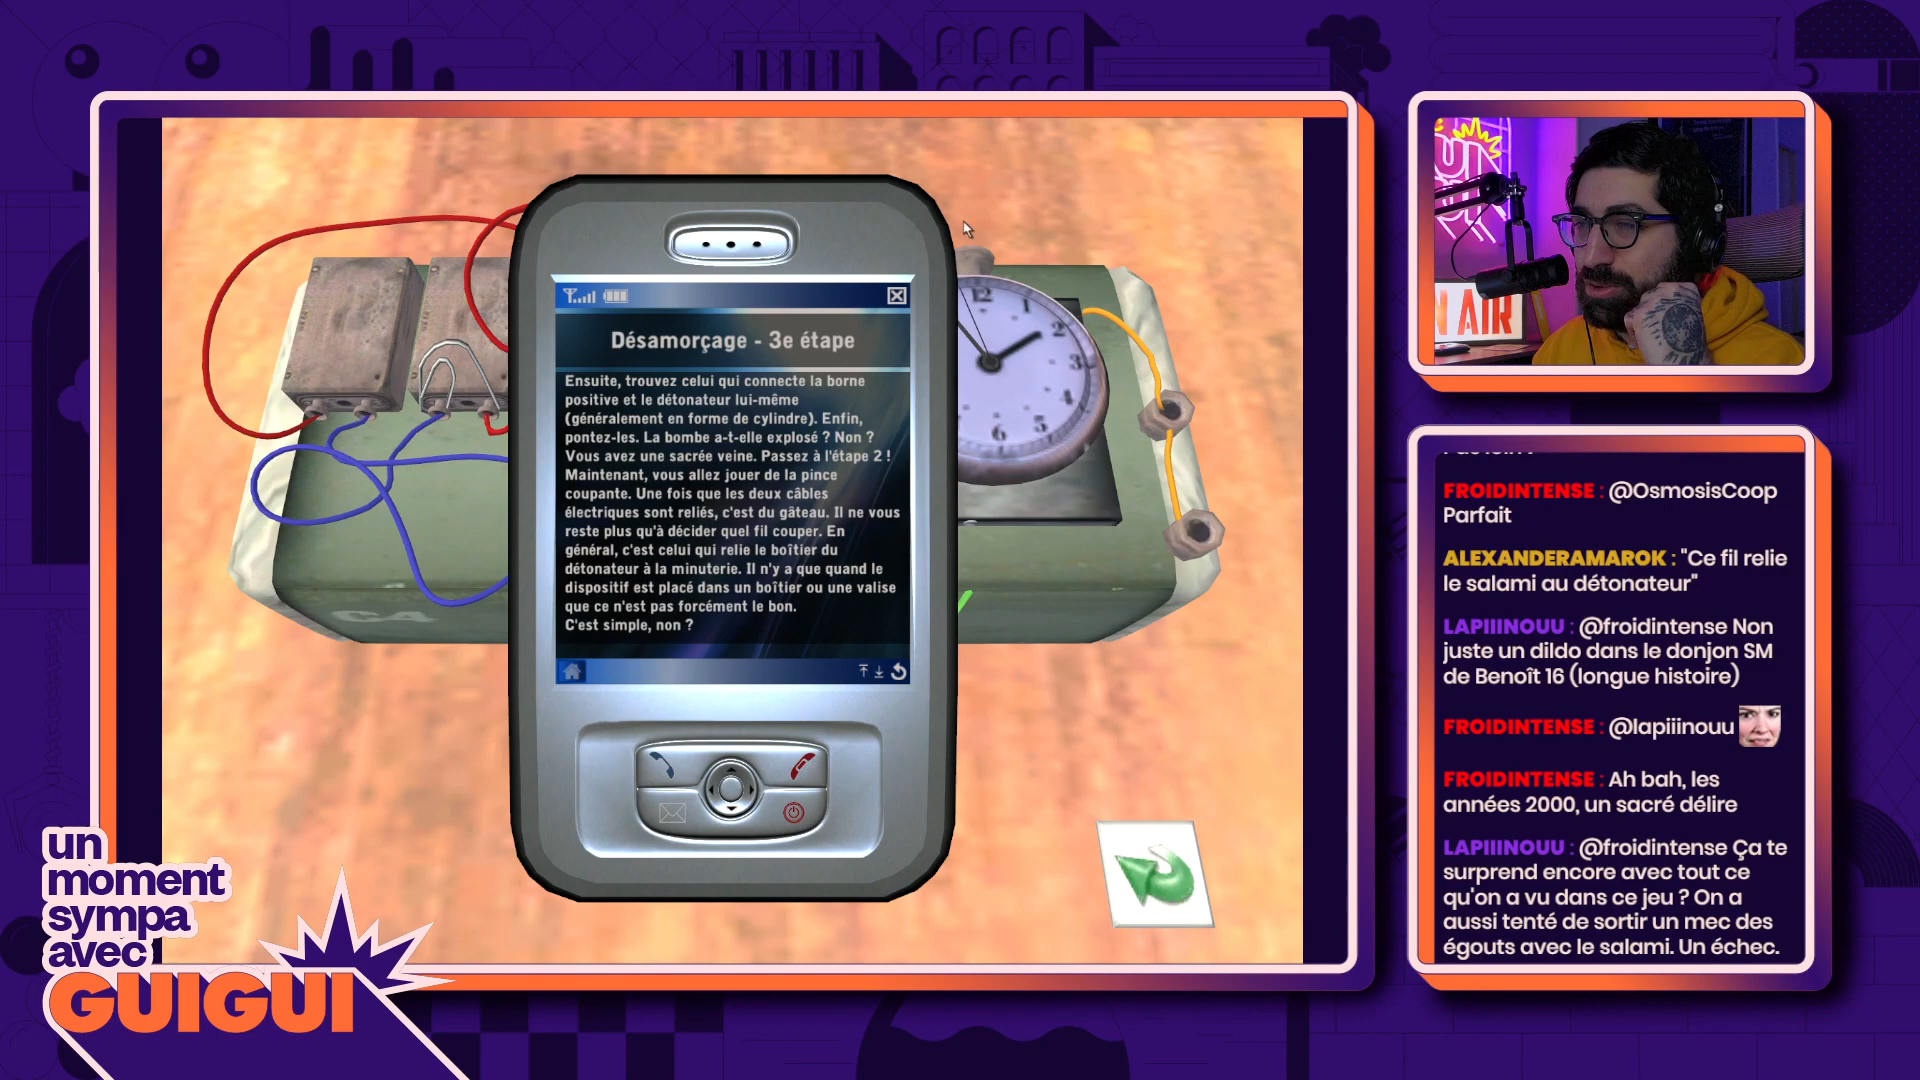 Désamorçage - 3e étape
Ensuite, trouvez celui qui connecte la borne
positive et le détonateur lui-même
(généralement en forme de cylindre). Enfin,
pontez-les. La bombe a-t-elle explosé ? Non ?
Vous avez une sacrée veine. Passez à l'étape 2 !
Maintenant, vous allez jouer de la pince
coupante. Une fois que les deux câbles
électriques sont reliés, c'est du gâteau. Il ne vous
reste plus qu'à décider quel fil couper. En
général, c'est celui qui relie le boîtier du
détonateur à la minuterie. Il n'y a que quand le
dispositif est placé dans un boîtier ou une valise
que ce n'est pas forcément le bon.
C'est simple, non ?
12
1
2
3
5
6
C4
N AIR
FROIDINTENSE : @OsmosisCoop
Parfait
ALEXANDERAMAROK : "Ce fil relie
le salami au détonateur"
LAPIIINOUU : @froidintense Non
juste un dildo dans le donjon SM
de Benoît 16 (longue histoire)
FROIDINTENSE : @lapiiinouu
FROIDINTENSE : Ah bah, les
années 2000, un sacré délire
LAPIIINOUU : @froidintense Ça te
surprend encore avec tout ce
qu'on a vu dans ce jeu ? On a
aussi tenté de sortir un mec des
égouts avec le salami. Un échec.
un
moment
sympa
avec
GUIGUI